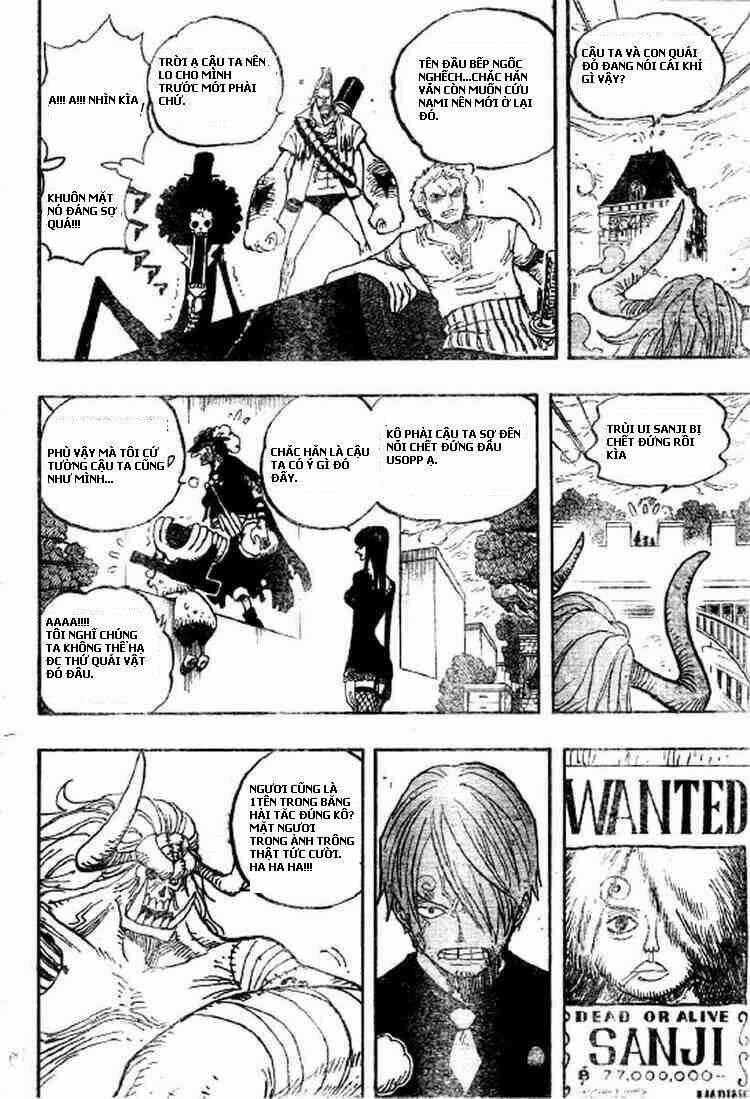 CẬU TA VÀ CON QUÁI
ĐÓ ĐANG NÓI CÁI KHỈ
GÌ VẬY?
TÊN ĐẦU BẾP NGỐC
NGHẾCH...CHẮC HẲN
VẪN CÒN MUỐN CỨU
NAMI NÊN MỚI Ở LẠI
ĐÓ.
TRỜI Ạ CẬU TA NÊN
LO CHO MÌNH
TRƯỚC MỚI PHẢI
CHỨ.
A!!! A!!! NHÌN KÌA
KHUÔN MẶT
NÓ ĐÁNG SỢ
QUÁ!!!
TRÙI UI SANJI BỊ
CHẾT ĐỨNG RỒI
KÌA
KÔ PHẢI CẬU TA SỢ ĐẾN
NỖI CHẾT ĐỨNG ĐÂU
USOPP Ạ.
CHẮC HẲN LÀ CẬU
TA CÓ Ý GÌ ĐÓ
ĐẤY.
PHÙ VẬY MÀ TÔI CỨ
TƯỜNG CẬU TA CŨNG
NHƯ MÌNH...
AAAA!!!!
TÔI NGHĨ CHÚNG
TA KHÔNG THỂ HẠ
ĐC THỨ QUÁI VẬT
ĐÓ ĐÂU.
WANTED
DEAD OR ALIVE
SANJI
฿ 77,000,000-
NGƯƠI CŨNG LÀ
1TÊN TRONG BĂNG
HẢI TẶC ĐÚNG KÔ?
MẶT NGƯƠI
TRONG ẢNH TRÔNG
THẬT TỨC CƯỜI.
HA HA HA!!!